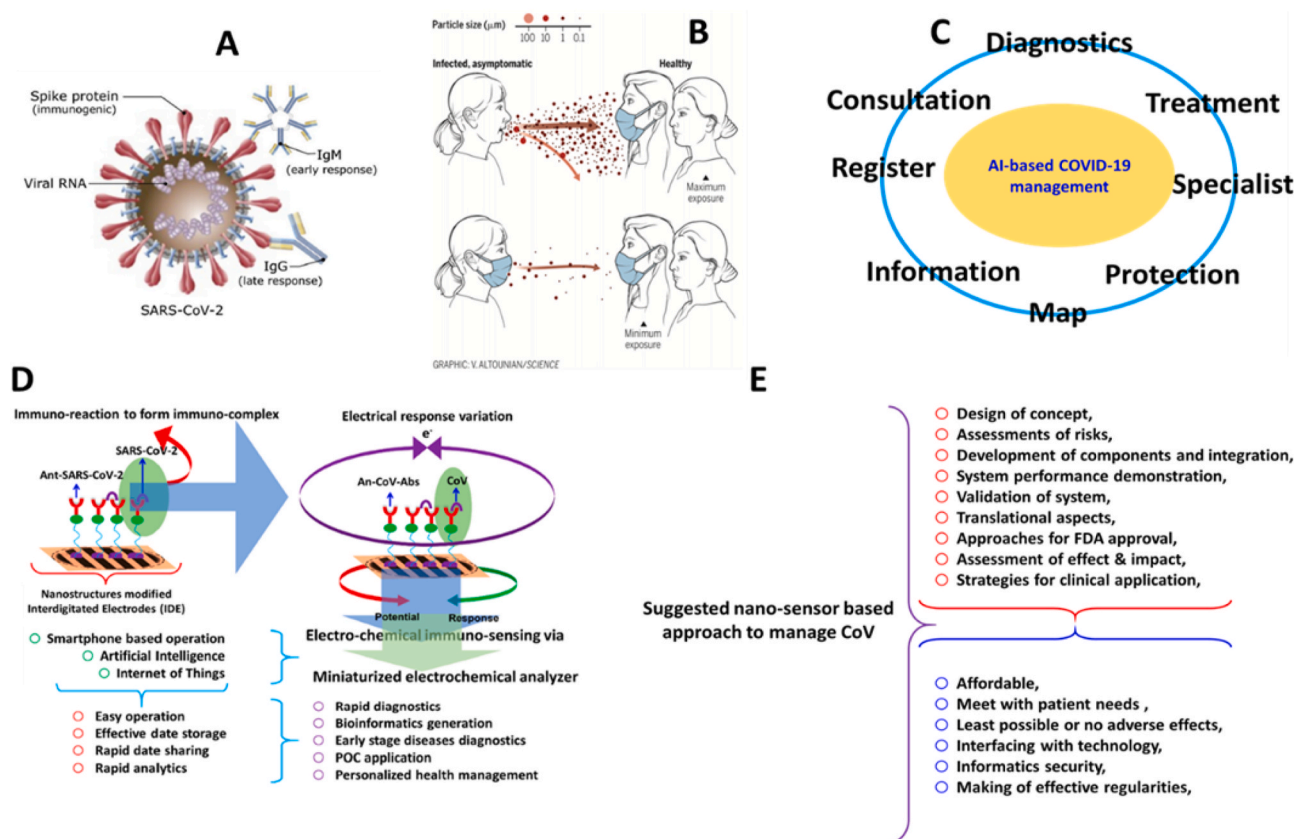 A
Spike protein
(immunogenic)
Viral RNA
IgM
(early response)
IgG
(late response)
SARS-CoV-2
B
Particle size (μm)
100 10 1 0.1
Infected, asymptomatic
Healthy
Maximum
exposure
Minimum
exposure
GRAPHIC: V. ALTOUNIAN/SCIENCE
C
Diagnostics
Consultation
Treatment
Register
AI-based COVID-19
management
Specialist
Information
Protection
Map
D
Immuno-reaction to form immuno-complex
SARS-CoV-2
Ant-SARS-CoV-2
Nanostructures modified
Interdigitated Electrodes (IDE)
Electrical response variation
e-
An-CoV-Abs
CoV
Potential
Response
Smartphone based operation
Artificial Intelligence
Internet of Things
Electro-chemical immuno-sensing via
Miniaturized electrochemical analyzer
Easy operation
Effective date storage
Rapid date sharing
Rapid analytics
Rapid diagnostics
Bioinformatics generation
Early stage diseases diagnostics
POC application
Personalized health management
E
Suggested nano-sensor based
approach to manage CoV
Design of concept,
Assessments of risks,
Development of components and integration,
System performance demonstration,
Validation of system,
Translational aspects,
Approaches for FDA approval,
Assessment of effect & impact,
Strategies for clinical application,
Affordable,
Meet with patient needs ,
Least possible or no adverse effects,
Interfacing with technology,
Informatics security,
Making of effective regularities,